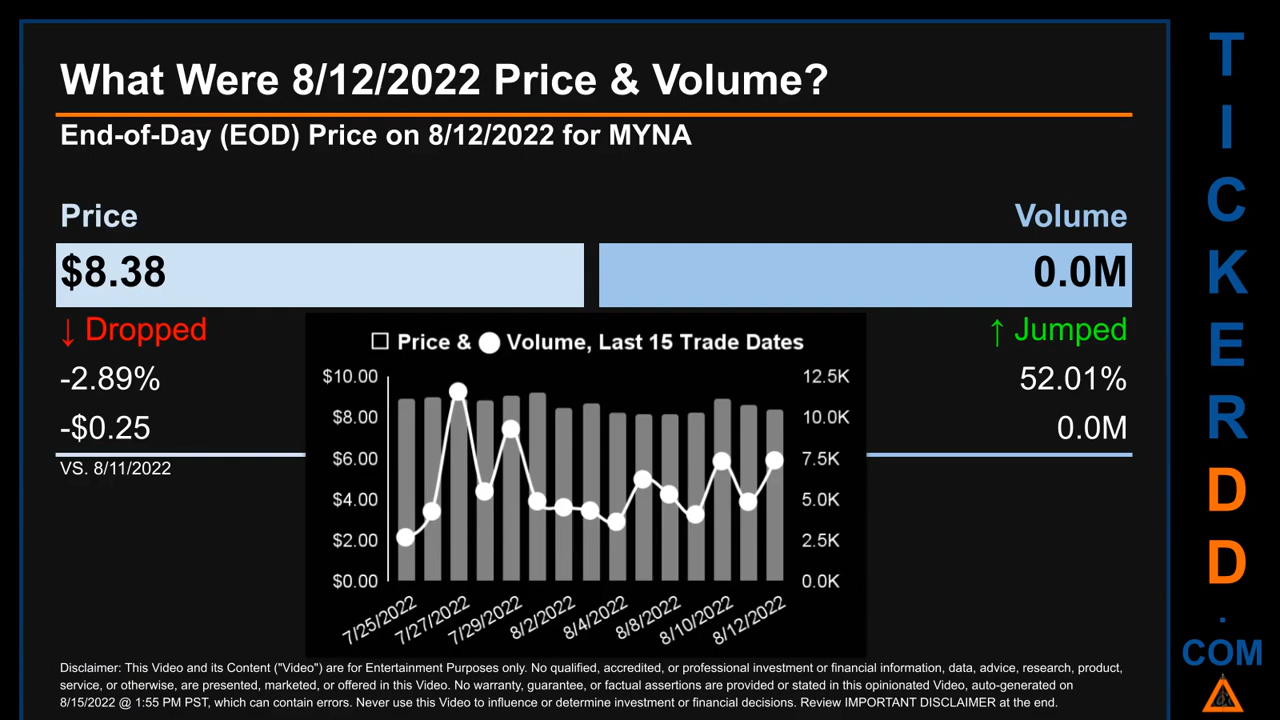 What Were 8/12/2022 Price & Volume?
End-of-Day (EOD) Price on 8/12/2022 for MYNA
Price
Volume
$8.38
0.0M
↓ Dropped
↑ Jumped
-2.89%
52.01%
-$0.25
0.0M
VS. 8/11/2022
Price & Volume, Last 15 Trade Dates
$10.00
$8.00
$6.00
$4.00
$2.00
$0.00
12.5K
10.0K
7.5K
5.0K
2.5K
0.0K
7/25/2022
7/27/2022
7/29/2022
8/2/2022
8/4/2022
8/8/2022
8/10/2022
8/12/2022
Disclaimer: This Video and its Content ("Video") are for Entertainment Purposes only. No qualified, accredited, or professional investment or financial information, data, advice, research, product,
service, or otherwise, are presented, marketed, or offered in this Video. No warranty, guarantee, or factual assertions are provided or stated in this opinionated Video, auto-generated on
8/15/2022 @ 1:55 PM PST, which can contain errors. Never use this Video to influence or determine investment or financial decisions. Review IMPORTANT DISCLAIMER at the end.
T
I
C
K
E
R
D
D
.
COM